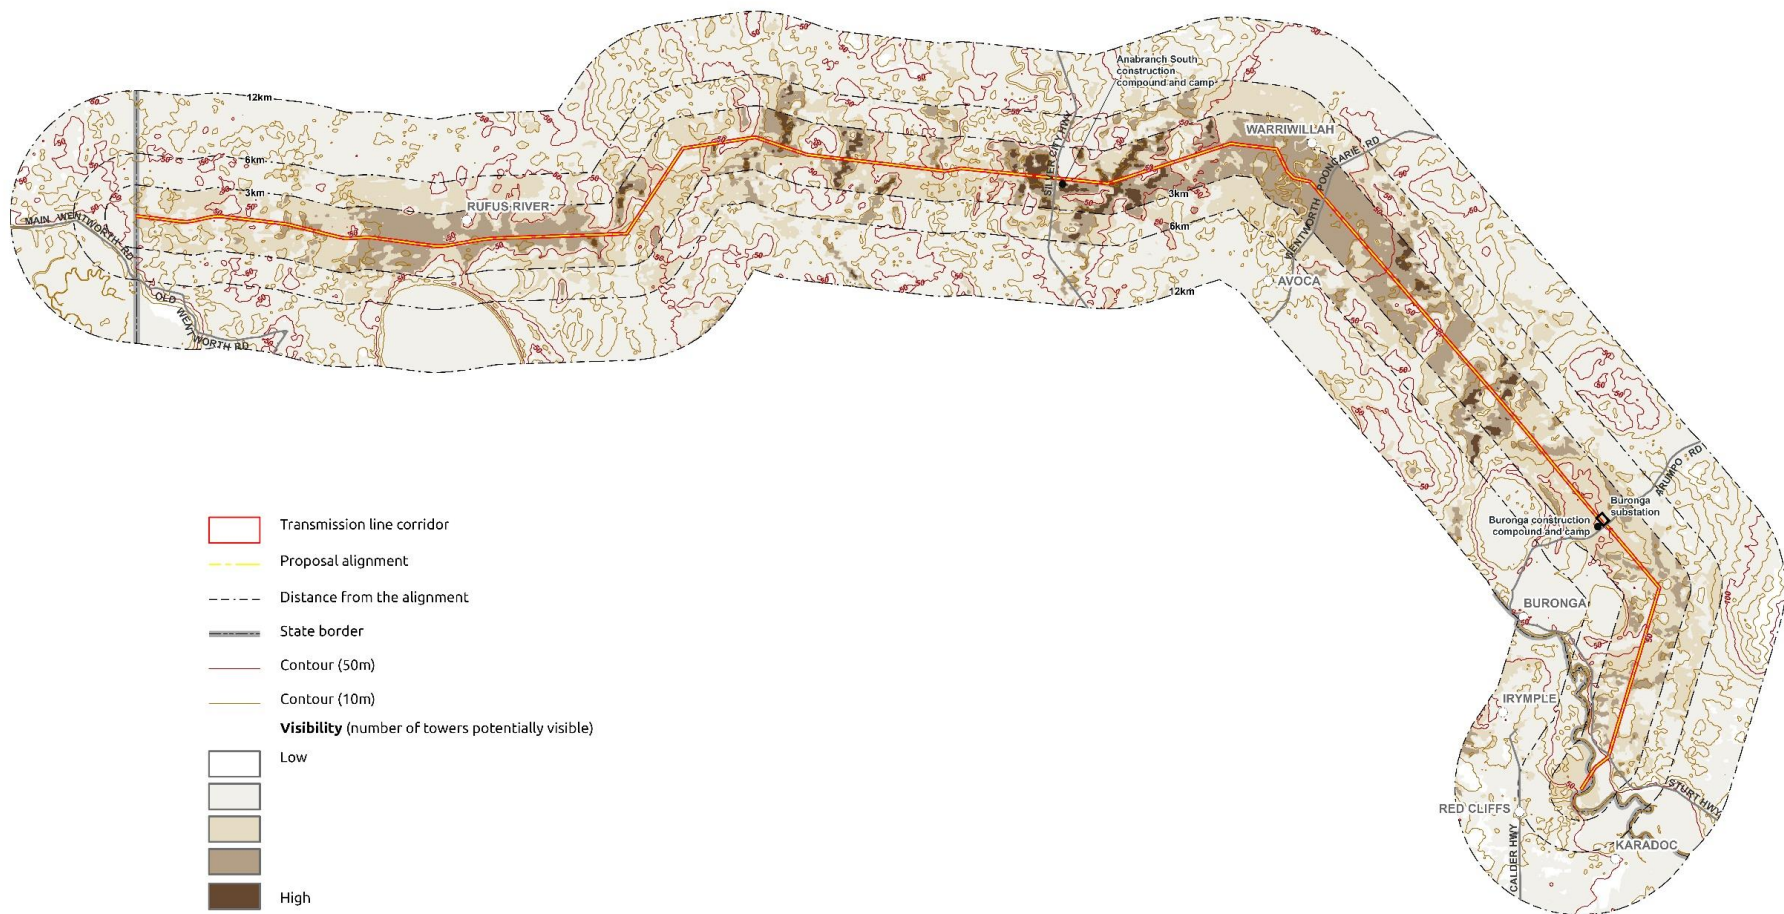 12km
6km
3km
MAIN WENTWORTH RD
OLD WENTWORTH RD
RUFUS RIVER
SILVER CITY HWY
Anabranch South
construction
compound and camp
WARRIWILLAH
WENTWORTH POONCARIE RD
3km
6km
12km
AVOCA
ARUMPO RD
Buronga
substation
Buronga construction
compound and camp
BURONGA
IRYMPLE
RED CLIFFS
CALDER HWY
STURT HWY
KARADOC
100
50
Transmission line corridor
Proposal alignment
Distance from the alignment
State border
Contour (50m)
Contour (10m)
Visibility (number of towers potentially visible)
Low
High